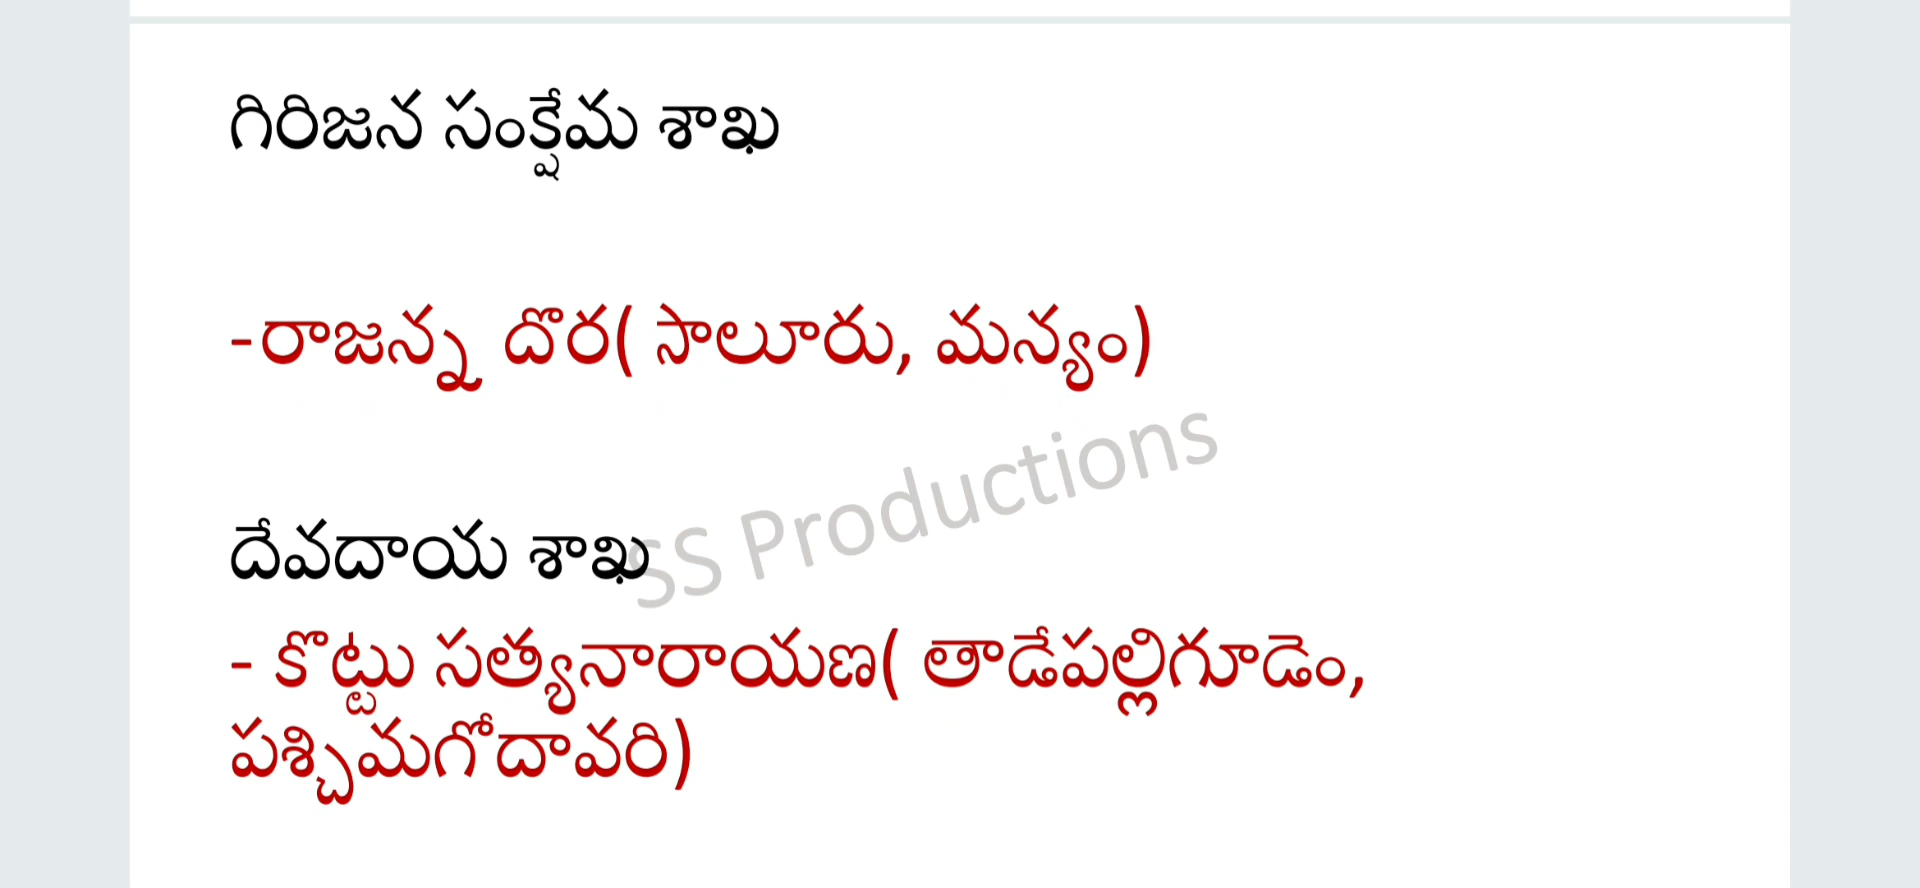 గిరిజన సంక్షేమ శాఖ
-రాజన్న దొర( సాలూరు, మన్యం)
SS Productions
దేవదాయ శాఖ
- కొట్టు సత్యనారాయణ( తాడేపల్లిగూడెం,
పశ్చిమగోదావరి)